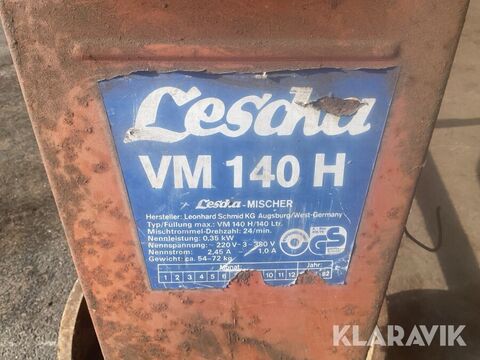 Lescha
VM 140 H
Lescha-MISCHER
Hersteller: Leonhard Schmid KG Augsburg/West-Germany
Typ/Füllung max.: VM 140 H/140 Ltr.
Mischtrommel-Drehzahl: 24/min.
Nennleistung: 0,35 kW
Nennspannung: 220 V~3~380 V
Nennstrom: 2,45 A 1,0 A
Gewicht: ca. 54-72 kg
Monat Jahr
1 2 3 4 5 6 10 11 12 82
GS
KLARAVIK